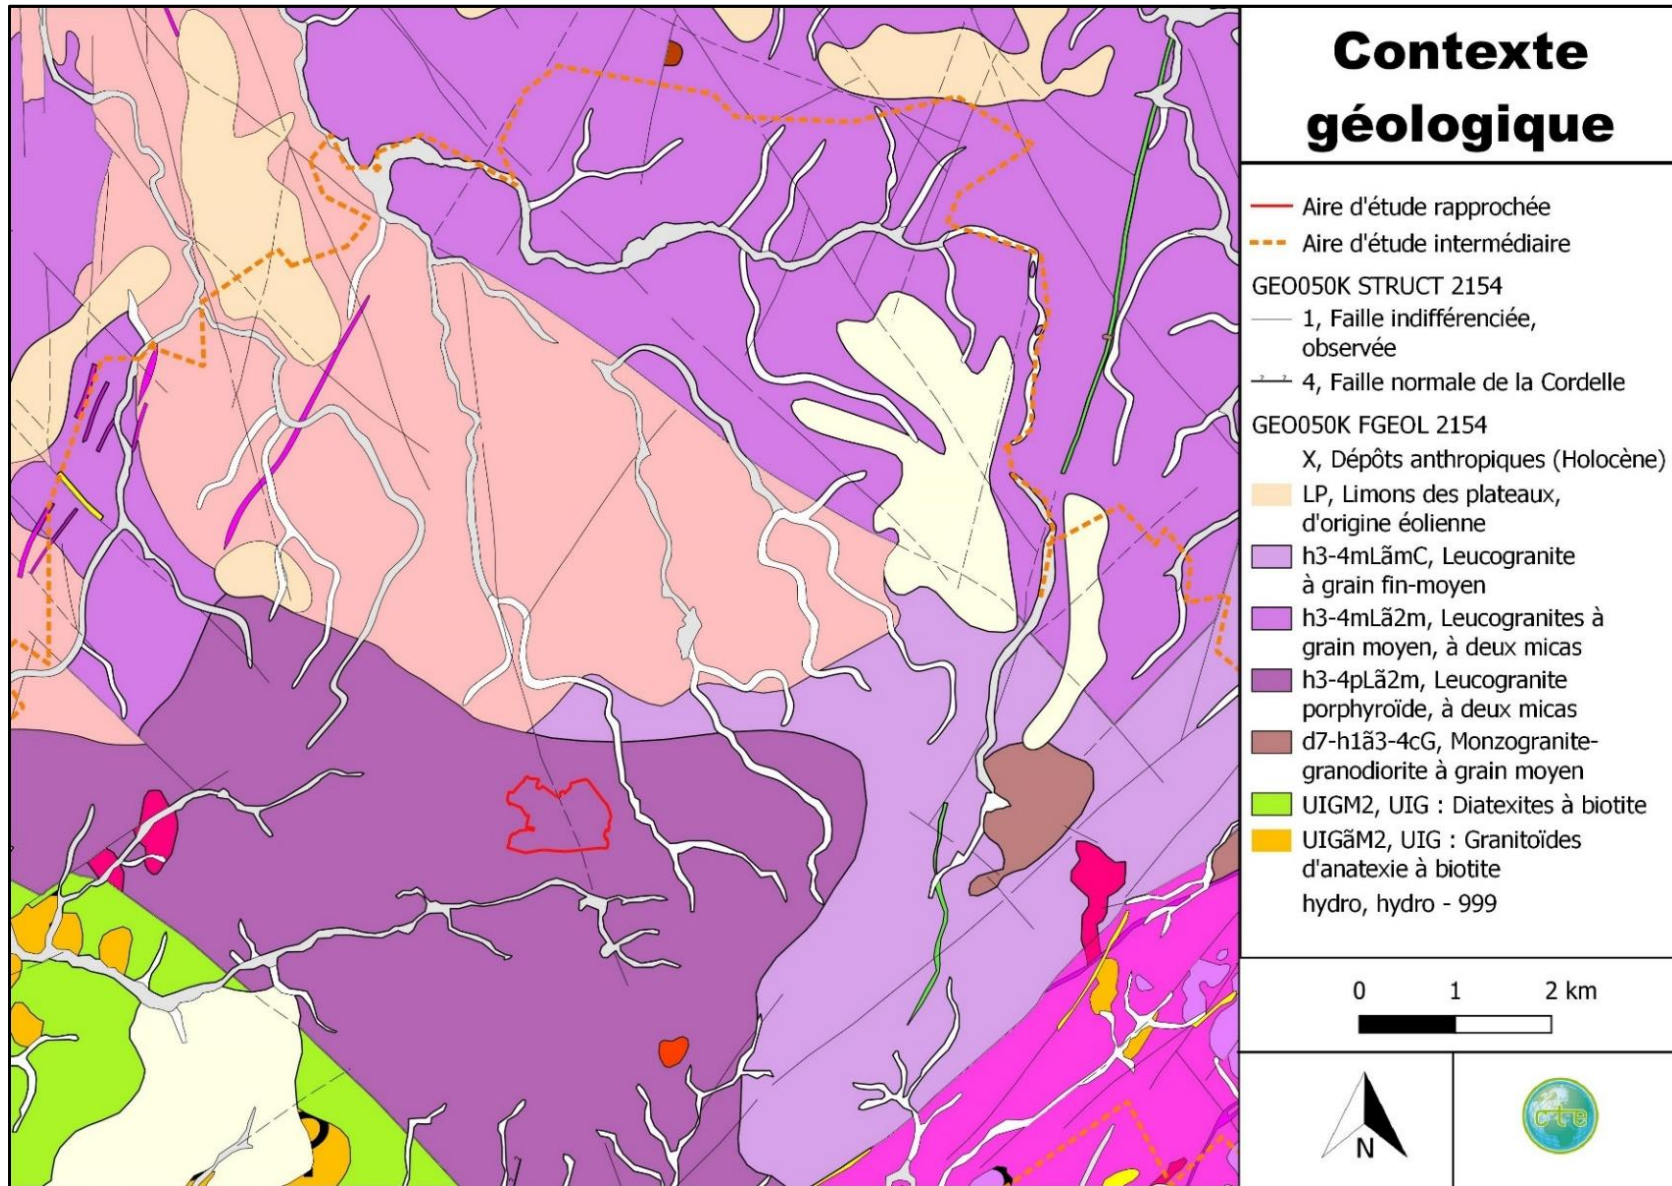 Contexte
géologique
Aire d'étude rapprochée
Aire d'étude intermédiaire
GEO050K STRUCT 2154
1, Faille indifférenciée,
observée
4, Faille normale de la Cordelle
GEO050K FGEOL 2154
X, Dépôts anthropiques (Holocène)
LP, Limons des plateaux,
d'origine éolienne
h3-4mLãmC, Leucogranite
à grain fin-moyen
h3-4mLã2m, Leucogranites à
grain moyen, à deux micas
h3-4pLã2m, Leucogranite
porphyroïde, à deux micas
d7-h1ã3-4cG, Monzogranite-
granodiorite à grain moyen
UIGM2, UIG : Diatexites à biotite
UIGãM2, UIG : Granitoïdes
d'anatexie à biotite
hydro, hydro - 999
0 1 2 km
N
cte